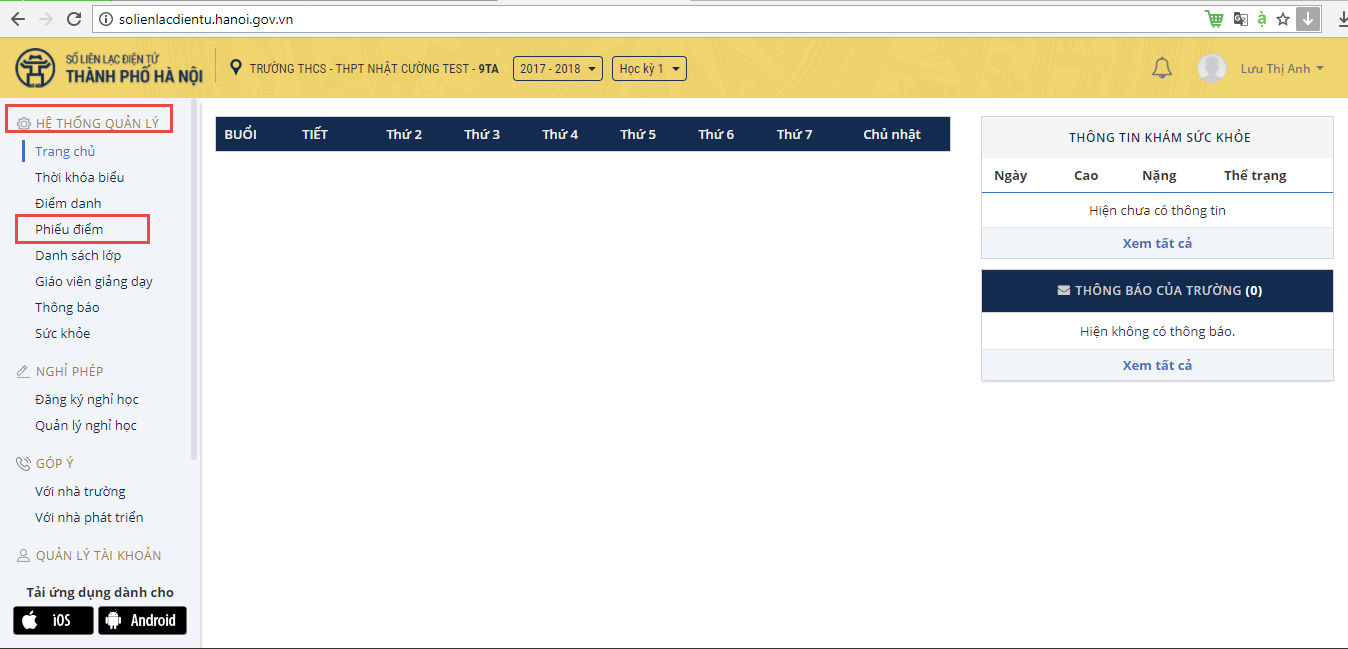 solienlacdientu.hanoi.gov.vn
SỔ LIÊN LẠC ĐIỆN TỬ
THÀNH PHỐ HÀ NỘI
TRƯỜNG THCS - THPT NHẬT CƯỜNG TEST - 9TA
2017 - 2018
Học kỳ 1
Lưu Thị Anh
HỆ THỐNG QUẢN LÝ
Trang chủ
Thời khóa biểu
Điểm danh
Phiếu điểm
Danh sách lớp
Giáo viên giảng dạy
Thông báo
Sức khỏe
NGHỈ PHÉP
Đăng ký nghỉ học
Quản lý nghỉ học
GÓP Ý
Với nhà trường
Với nhà phát triển
QUẢN LÝ TÀI KHOẢN
Tải ứng dụng dành cho
iOS
Android
BUỔI TIẾT Thứ 2 Thứ 3 Thứ 4 Thứ 5 Thứ 6 Thứ 7 Chủ nhật
THÔNG TIN KHÁM SỨC KHỎE
Ngày Cao Nặng Thể trạng
Hiện chưa có thông tin
Xem tất cả
THÔNG BÁO CỦA TRƯỜNG (0)
Hiện không có thông báo.
Xem tất cả